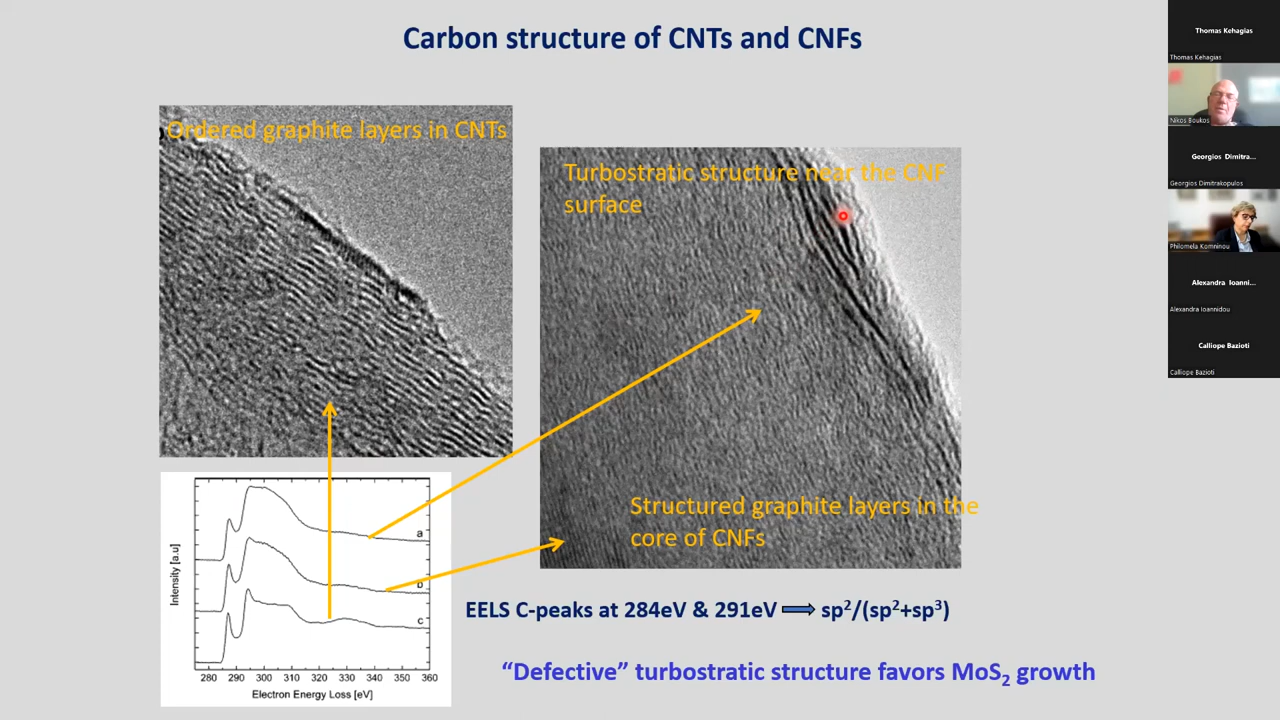 Carbon structure of CNTs and CNFs
Ordered graphite layers in CNTs
Turbostratic structure near the CNF
surface
Structured graphite layers in the
core of CNFs
Intensity [a.u]
a
b
c
280 290 300 310 320 330 340 350 360
Electron Energy Loss [eV]
EELS C-peaks at 284eV & 291eV sp²/(sp²+sp³)
“Defective” turbostratic structure favors MoS₂ growth
Thomas Kehagias
Thomas Kehagias
Nikos Boukos
Georgios Dimitra...
Georgios Dimitrakopulos
Philomela Komninou
Alexandra Ioanni...
Alexandra Ioannidou
Calliope Bazioti
Calliope Bazioti